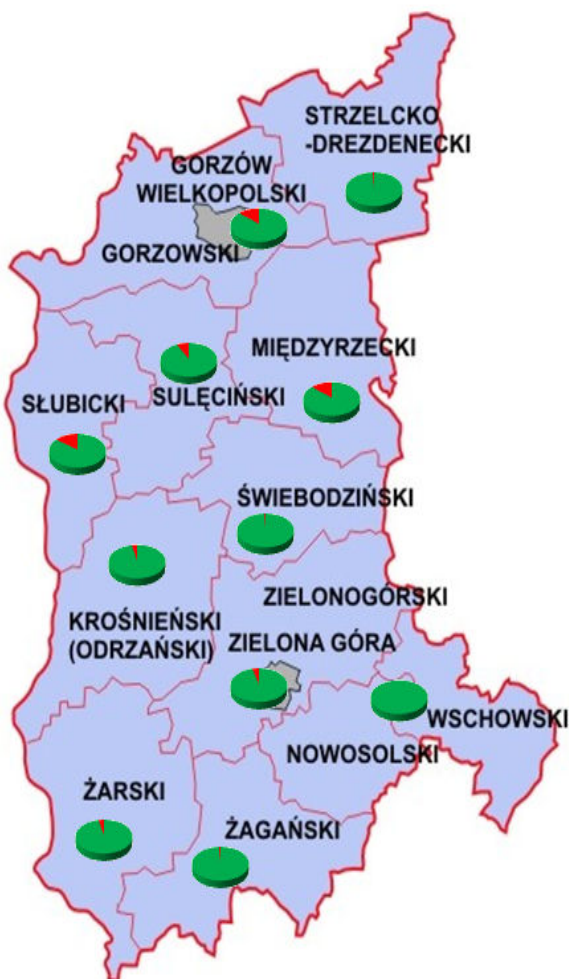 STRZELCKO
-DREZDENECKI
GORZÓW
WIELKOPOLSKI
GORZOWSKI
MIĘDZYRZECKI
SŁUBICKI
SULĘCIŃSKI
ŚWIEBODZIŃSKI
ZIELONOGÓRSKI
KROŚNIEŃSKI
(ODRZAŃSKI)
ZIELONA GÓRA
WSCHOWSKI
NOWOSOLSKI
ŻARSKI
ŻAGAŃSKI